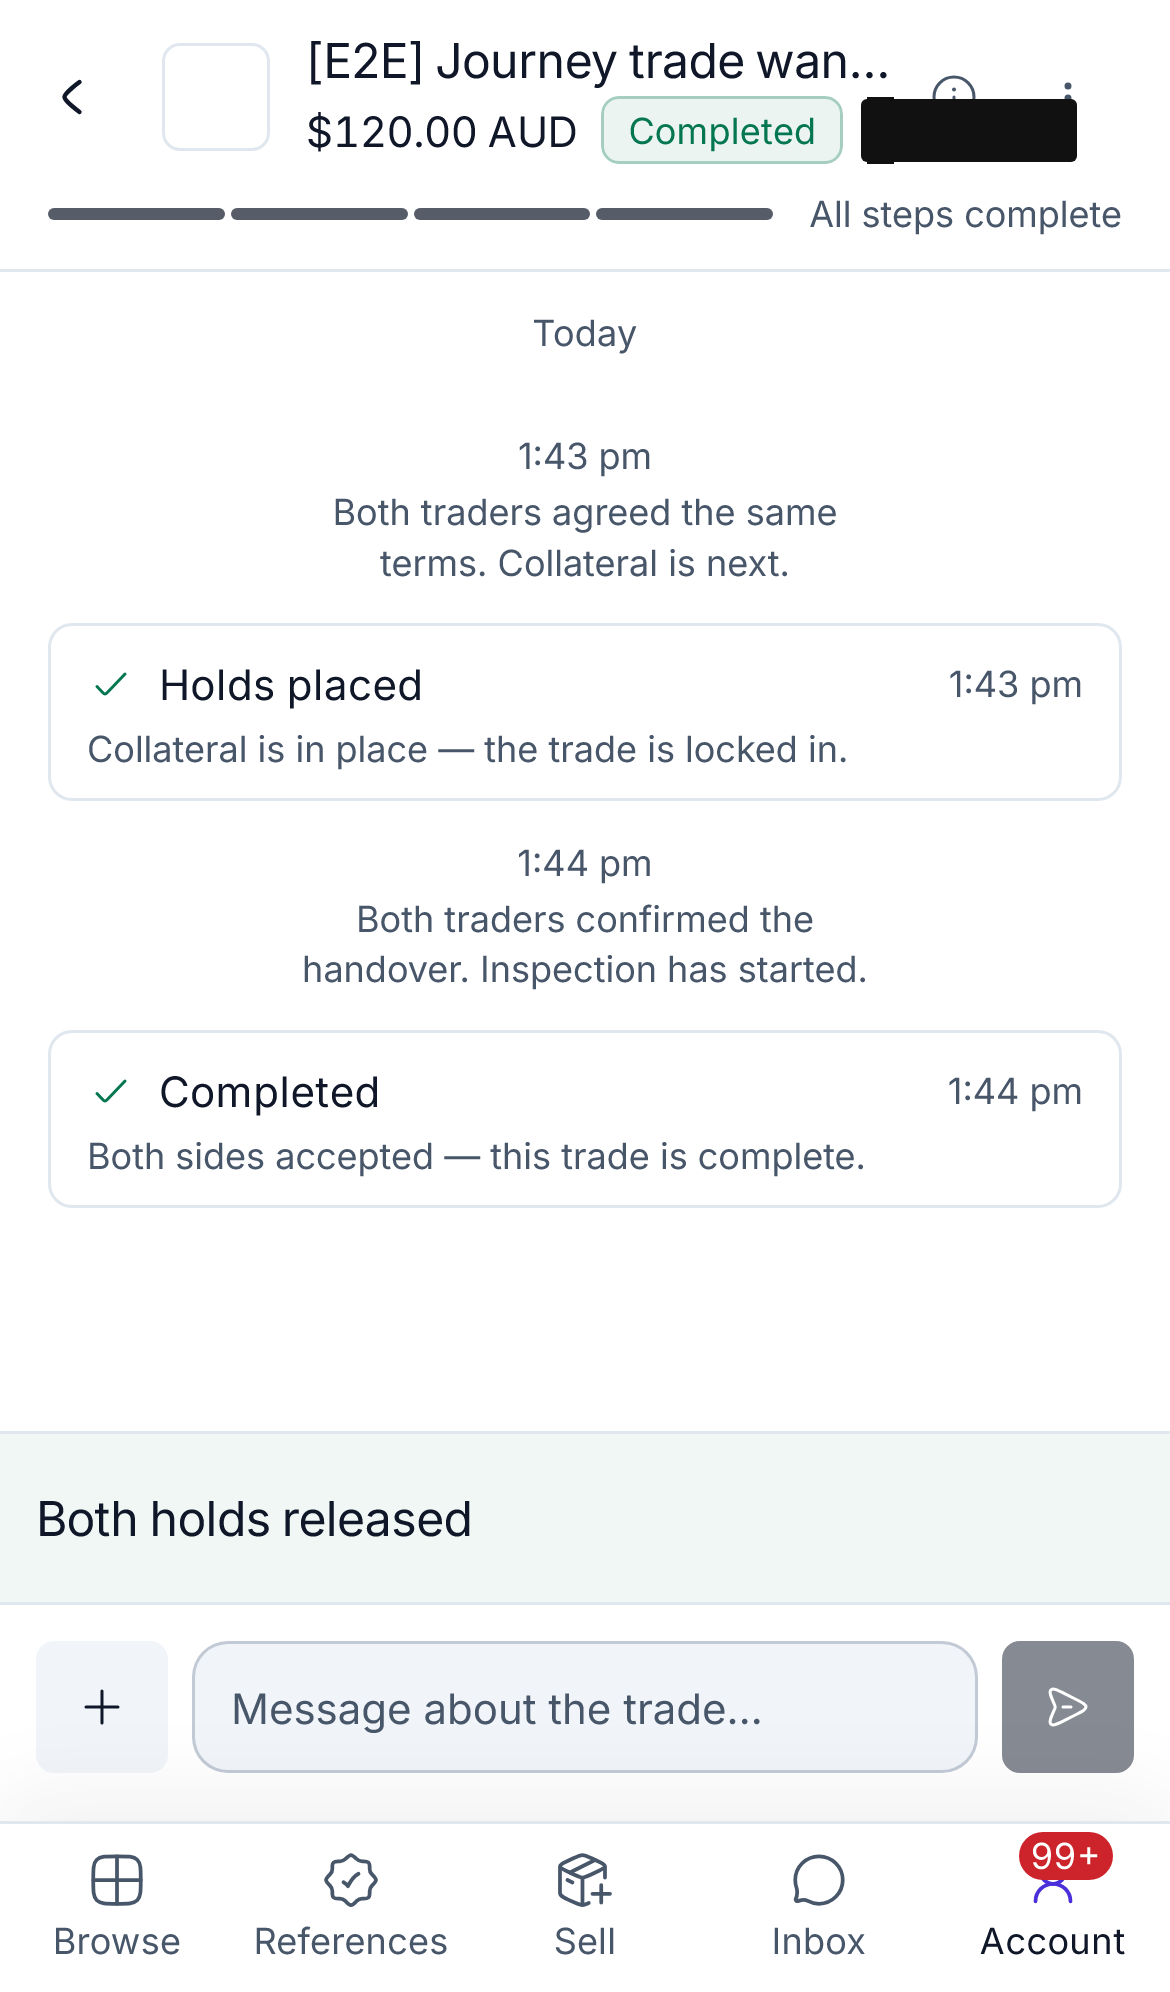 [E2E] Journey trade wan...
$120.00 AUD Completed
All steps complete
Today
1:43 pm
Both traders agreed the same
terms. Collateral is next.
Holds placed 1:43 pm
Collateral is in place — the trade is locked in.
1:44 pm
Both traders confirmed the
handover. Inspection has started.
Completed 1:44 pm
Both sides accepted — this trade is complete.
Both holds released
Message about the trade...
99+
Browse References Sell Inbox Account